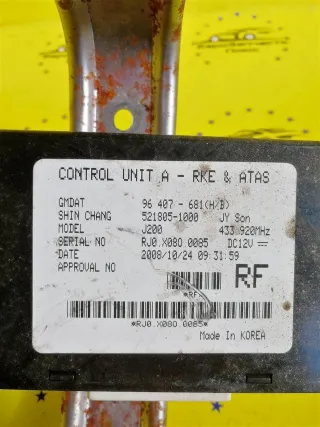 CONTROL UNIT A - RKE & ATAS
GMDAT 96 407 - 681(H/B)
SHIN CHANG 521805-1000 JY Son
MODEL J200 433.920MHz
SERIAL NO RJ0 X080 0085 DC12V
DATE 2008/10/24 09:31:59
APPROVAL NO
RF
*RF*
*RJ0 X080 0085*
Made In KOREA